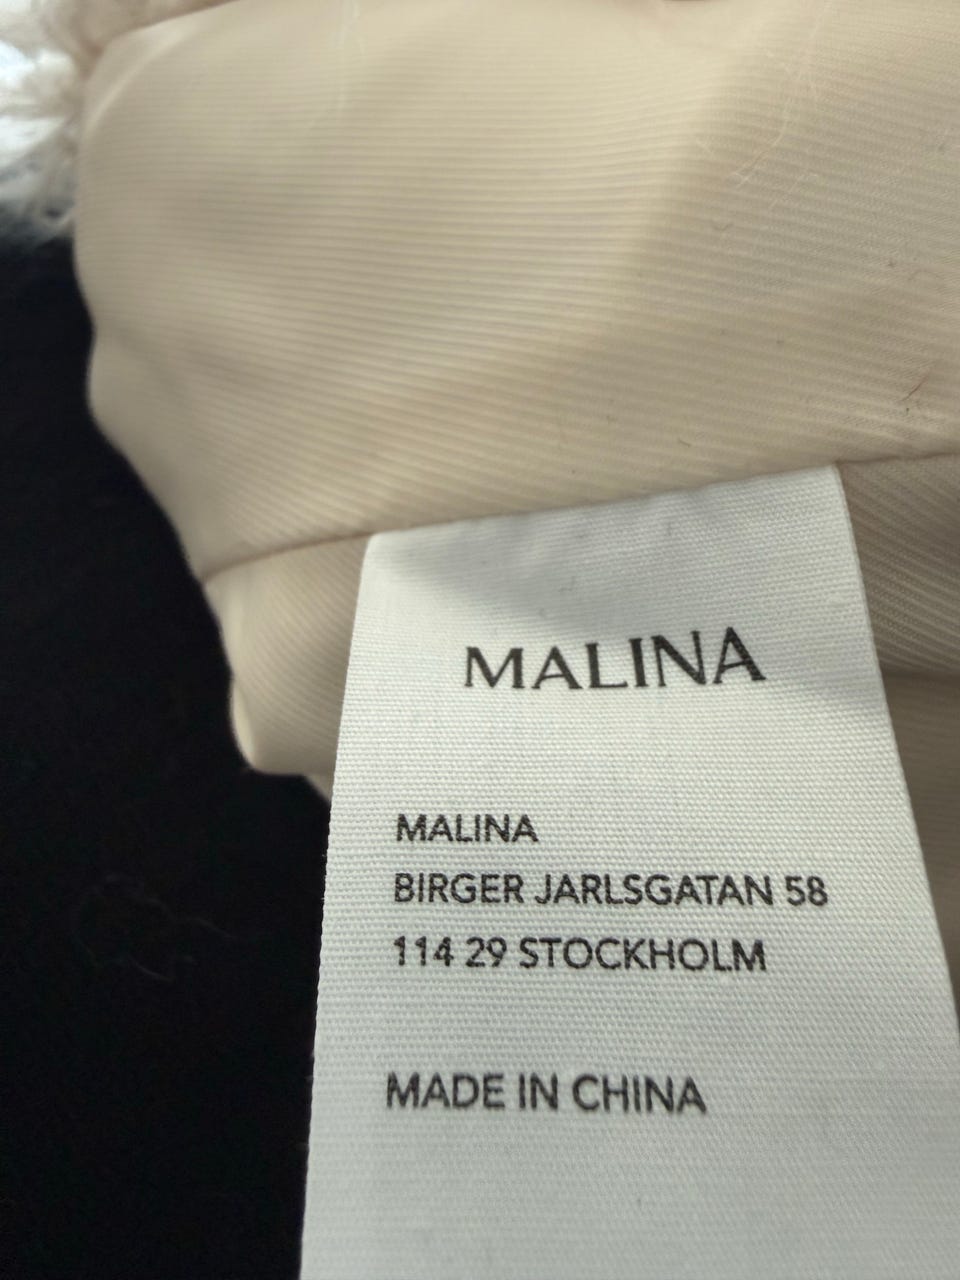 MALINA
MALINA
BIRGER JARLSGATAN 58
114 29 STOCKHOLM
MADE IN CHINA